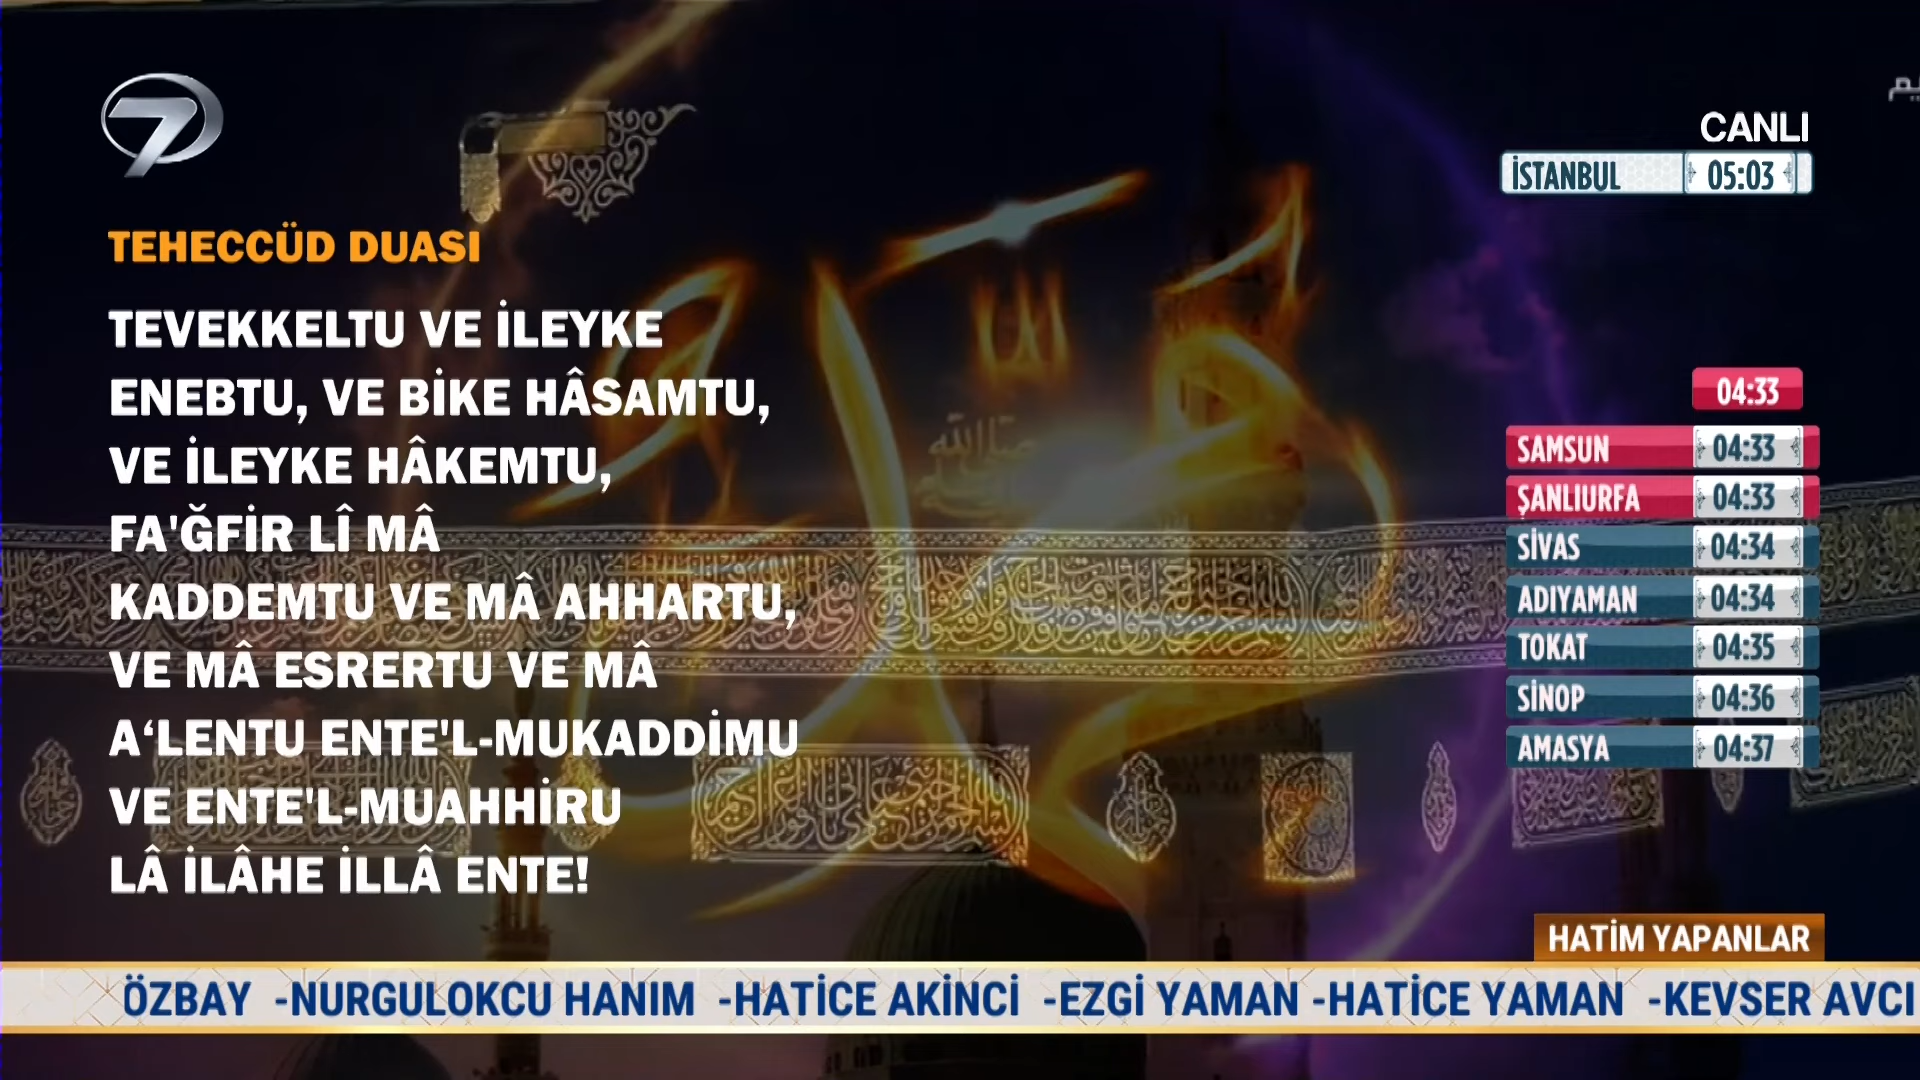 7
CANLI
İSTANBUL 05:03
TEHECCÜD DUASI
TEVEKKELTU VE İLEYKE
ENEBTU, VE BİKE HÂSAMTU,
VE İLEYKE HÂKEMTU,
FA'ĞFİR LÎ MÂ
KADDEMTU VE MÂ AHHARTU,
VE MÂ ESRERTU VE MÂ
A‘LENTU ENTE'L-MUKADDİMU
VE ENTE'L-MUAHHİRU
LÂ İLÂHE İLLÂ ENTE!
04:33
SAMSUN 04:33
ŞANLIURFA 04:33
SİVAS 04:34
ADIYAMAN 04:34
TOKAT 04:35
SİNOP 04:36
AMASYA 04:37
HATİM YAPANLAR
ÖZBAY -NURGULOKCU HANIM -HATİCE AKİNCİ -EZGİ YAMAN -HATİCE YAMAN -KEVSER AVCI